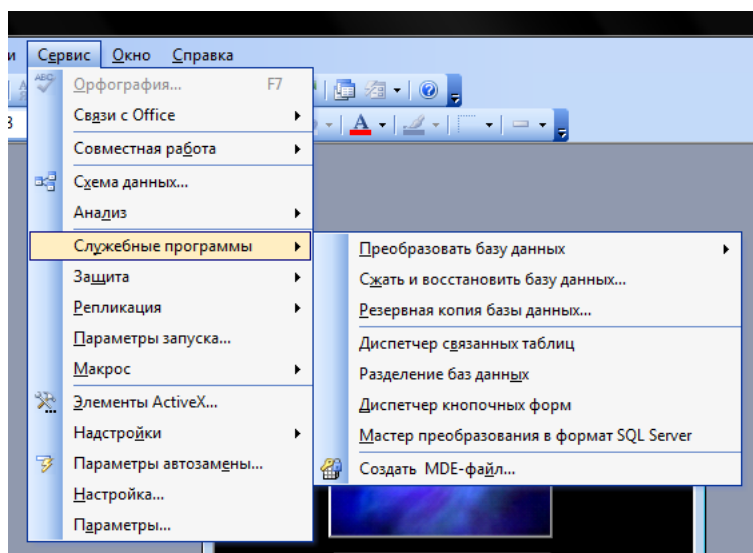 и Сервис Окно Справка
ABC Орфография... F7
Связи с Office
З
Совместная работа
Схема данных...
Анализ
Служебные программы
Преобразовать базу данных
Защита
Сжать и восстановить базу данных...
Репликация
Резервная копия базы данных...
Параметры запуска...
Диспетчер связанных таблиц
Макрос
Разделение баз данных
Элементы ActiveX...
Диспетчер кнопочных форм
Надстройки
Мастер преобразования в формат SQL Server
Параметры автозамены...
Создать MDE-файл...
Настройка...
Параметры...